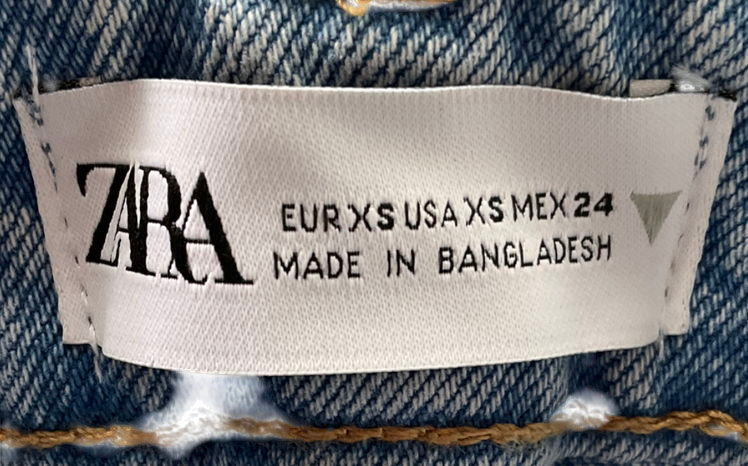 ZARA
EUR XS USA XS MEX 24
MADE IN BANGLADESH